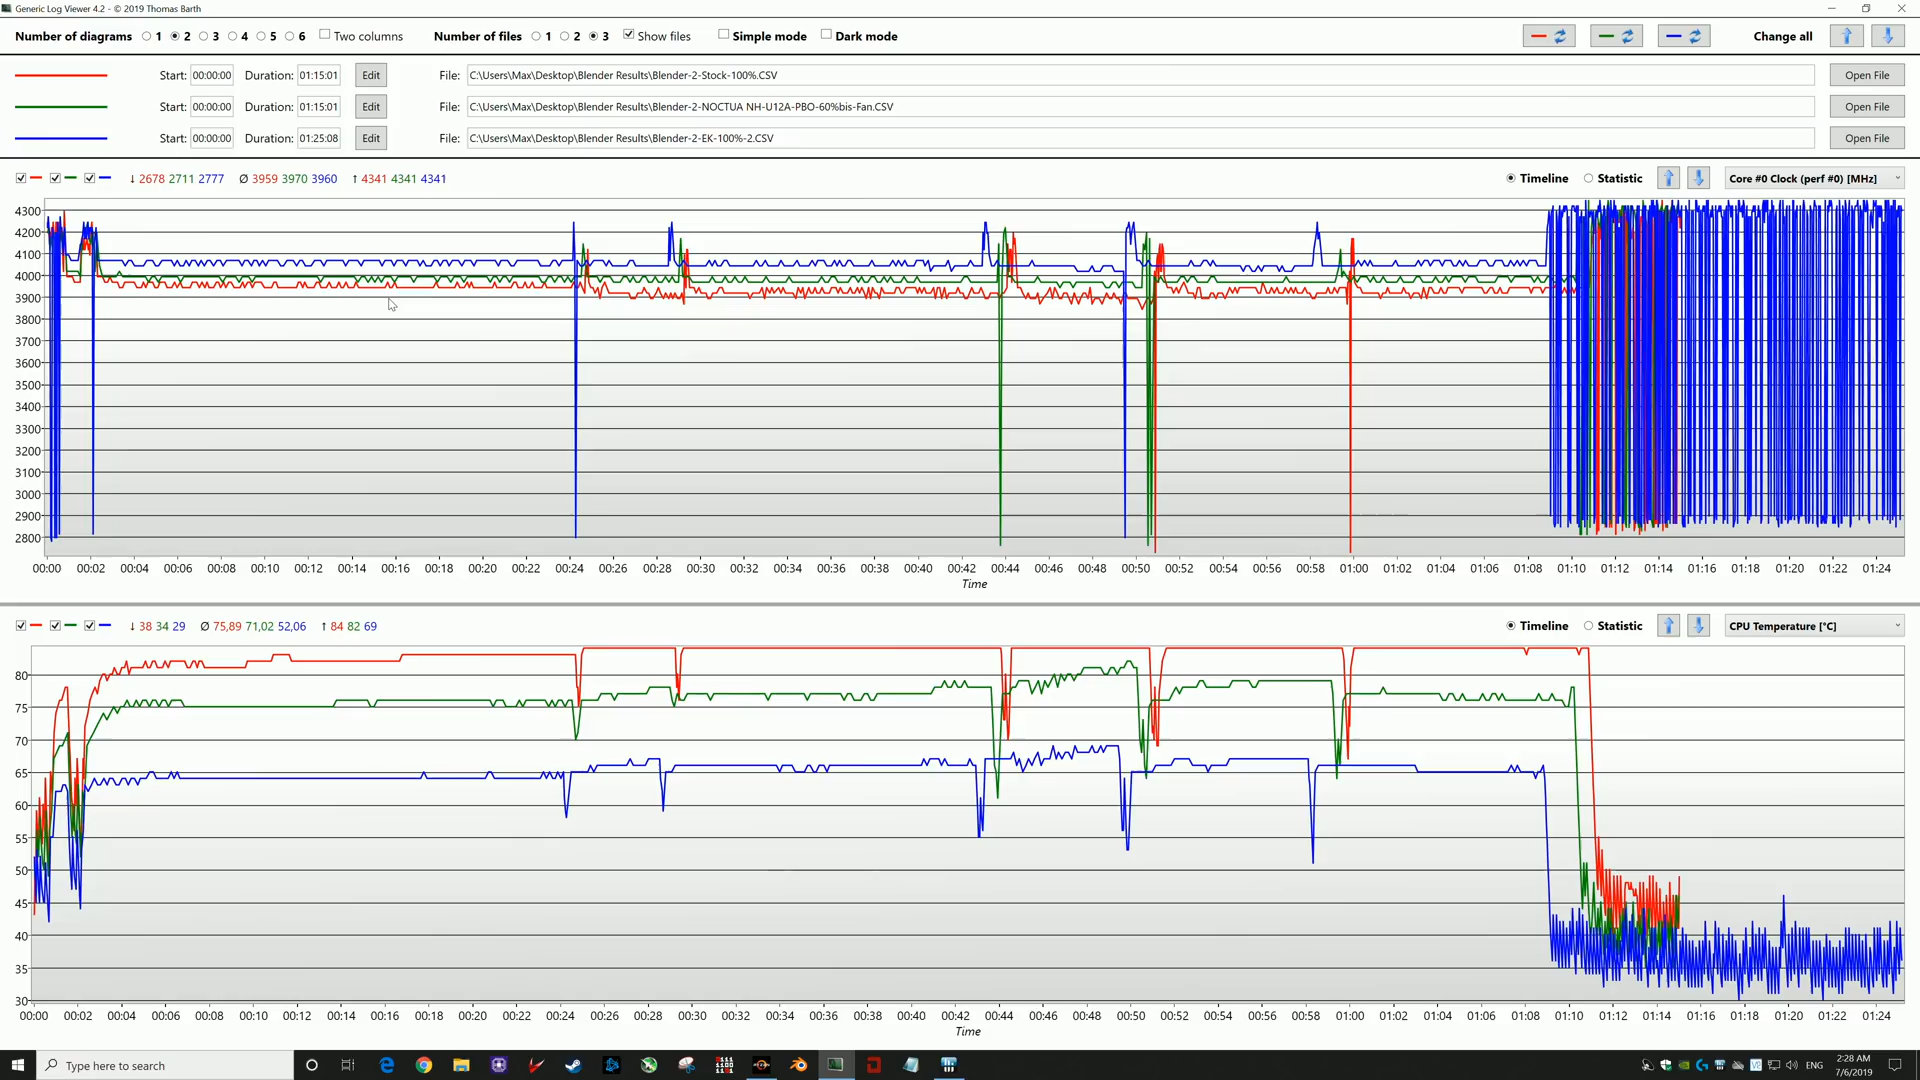 Generic Log Viewer 4.2 - © 2019 Thomas Barth
Number of diagrams 1 2 3 4 5 6 Two columns Number of files 1 2 3 Show files Simple mode Dark mode Change all
Start: 00:00:00 Duration: 01:15:01 Edit File: C:\Users\Max\Desktop\Blender Results\Blender-2-Stock-100%.CSV Open File
Start: 00:00:00 Duration: 01:15:01 Edit File: C:\Users\Max\Desktop\Blender Results\Blender-2-NOCTUA NH-U12A-PBO-60%bis-Fan.CSV Open File
Start: 00:00:00 Duration: 01:25:08 Edit File: C:\Users\Max\Desktop\Blender Results\Blender-2-EK-100%-2.CSV Open File
↓ 2678 2711 2777 Ø 3959 3970 3960 ↑ 4341 4341 4341 Timeline Statistic Core #0 Clock (perf #0) [MHz]
4300
4200
4100
4000
3900
3800
3700
3600
3500
3400
3300
3200
3100
3000
2900
2800
00:00 00:02 00:04 00:06 00:08 00:10 00:12 00:14 00:16 00:18 00:20 00:22 00:24 00:26 00:28 00:30 00:32 00:34 00:36 00:38 00:40 00:42 00:44 00:46 00:48 00:50 00:52 00:54 00:56 00:58 01:00 01:02 01:04 01:06 01:08 01:10 01:12 01:14 01:16 01:18 01:20 01:22 01:24
Time
↓ 38 34 29 Ø 75,89 71,02 52,06 ↑ 84 82 69 Timeline Statistic CPU Temperature [°C]
80
75
70
65
60
55
50
45
40
35
30
00:00 00:02 00:04 00:06 00:08 00:10 00:12 00:14 00:16 00:18 00:20 00:22 00:24 00:26 00:28 00:30 00:32 00:34 00:36 00:38 00:40 00:42 00:44 00:46 00:48 00:50 00:52 00:54 00:56 00:58 01:00 01:02 01:04 01:06 01:08 01:10 01:12 01:14 01:16 01:18 01:20 01:22 01:24
Time
Type here to search ENG 2:28 AM
7/6/2019